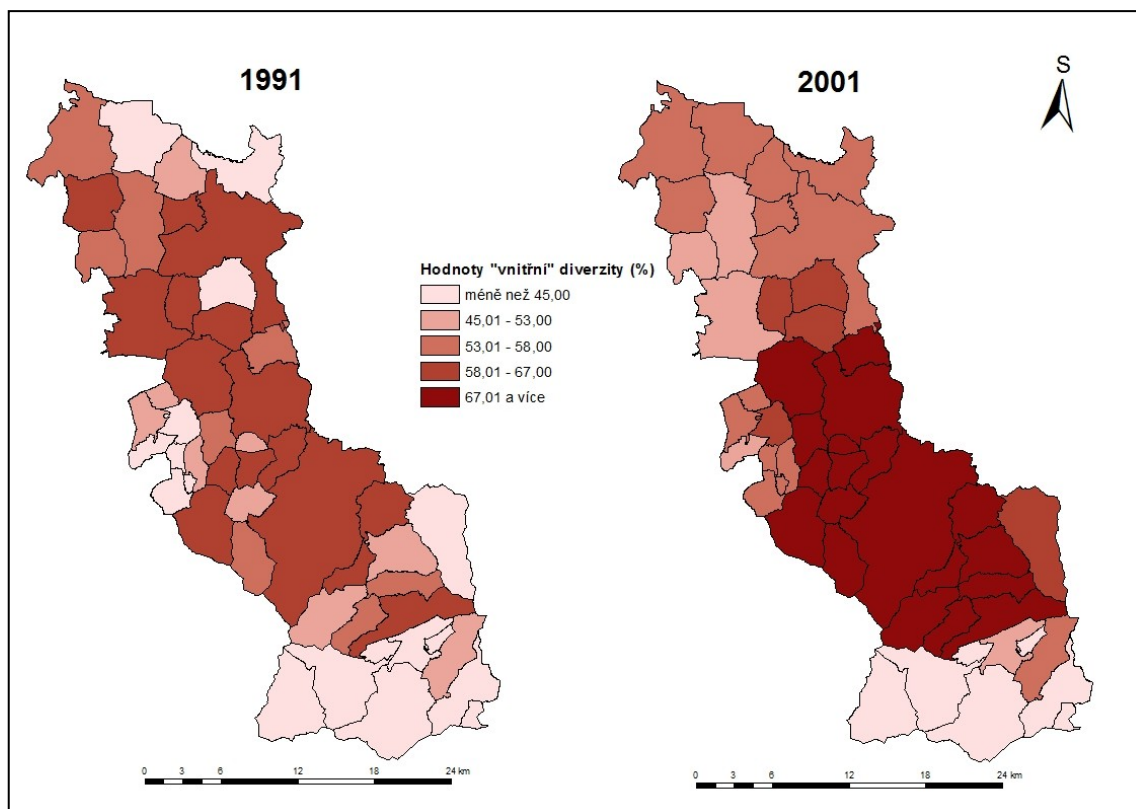 1991
2001
S
Hodnoty "vnitřní" diverzity (%)
méně než 45,00
45,01 - 53,00
53,01 - 58,00
58,01 - 67,00
67,01 a více
0 3 6 12 18 24 km
0 3 6 12 18 24 km